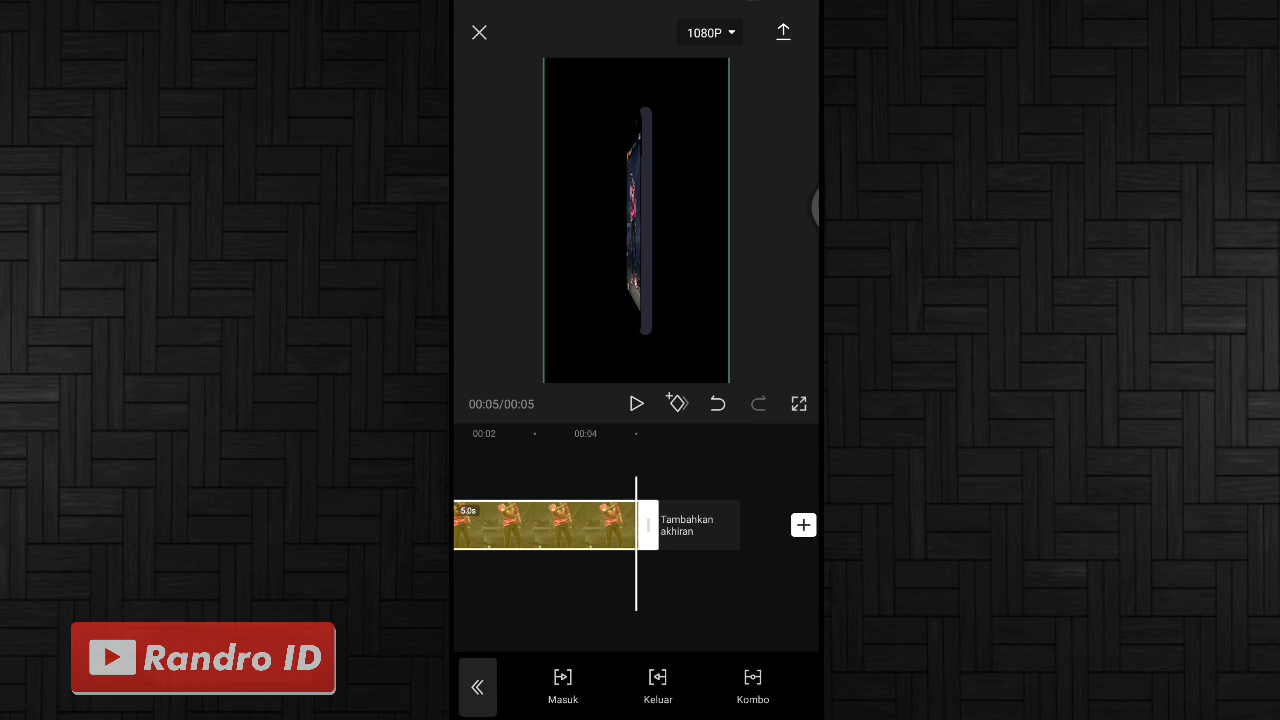 1080P
00:05/00:05
00:02
00:04
5.0s
Tambahkan
akhiran
Masuk
Keluar
Kombo
Randro ID